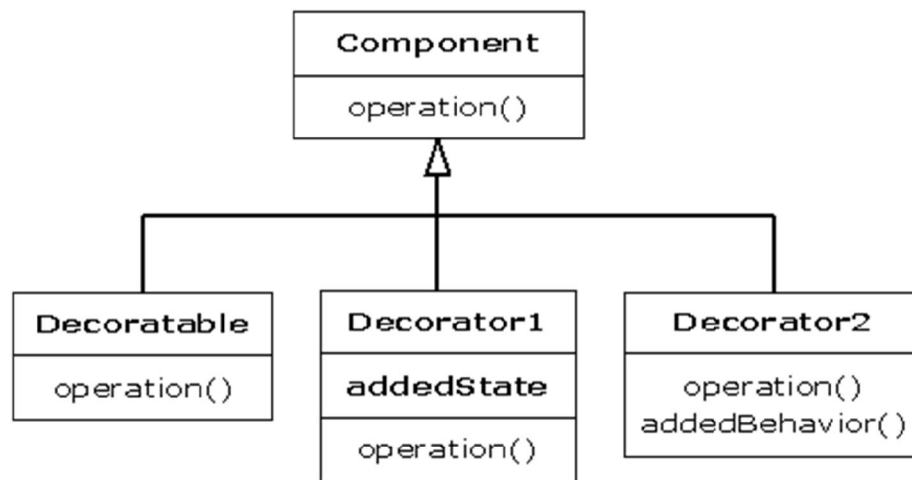 Component
operation()
Decoratable
operation()
Decorator1
addedState
operation()
Decorator2
operation()
addedBehavior()